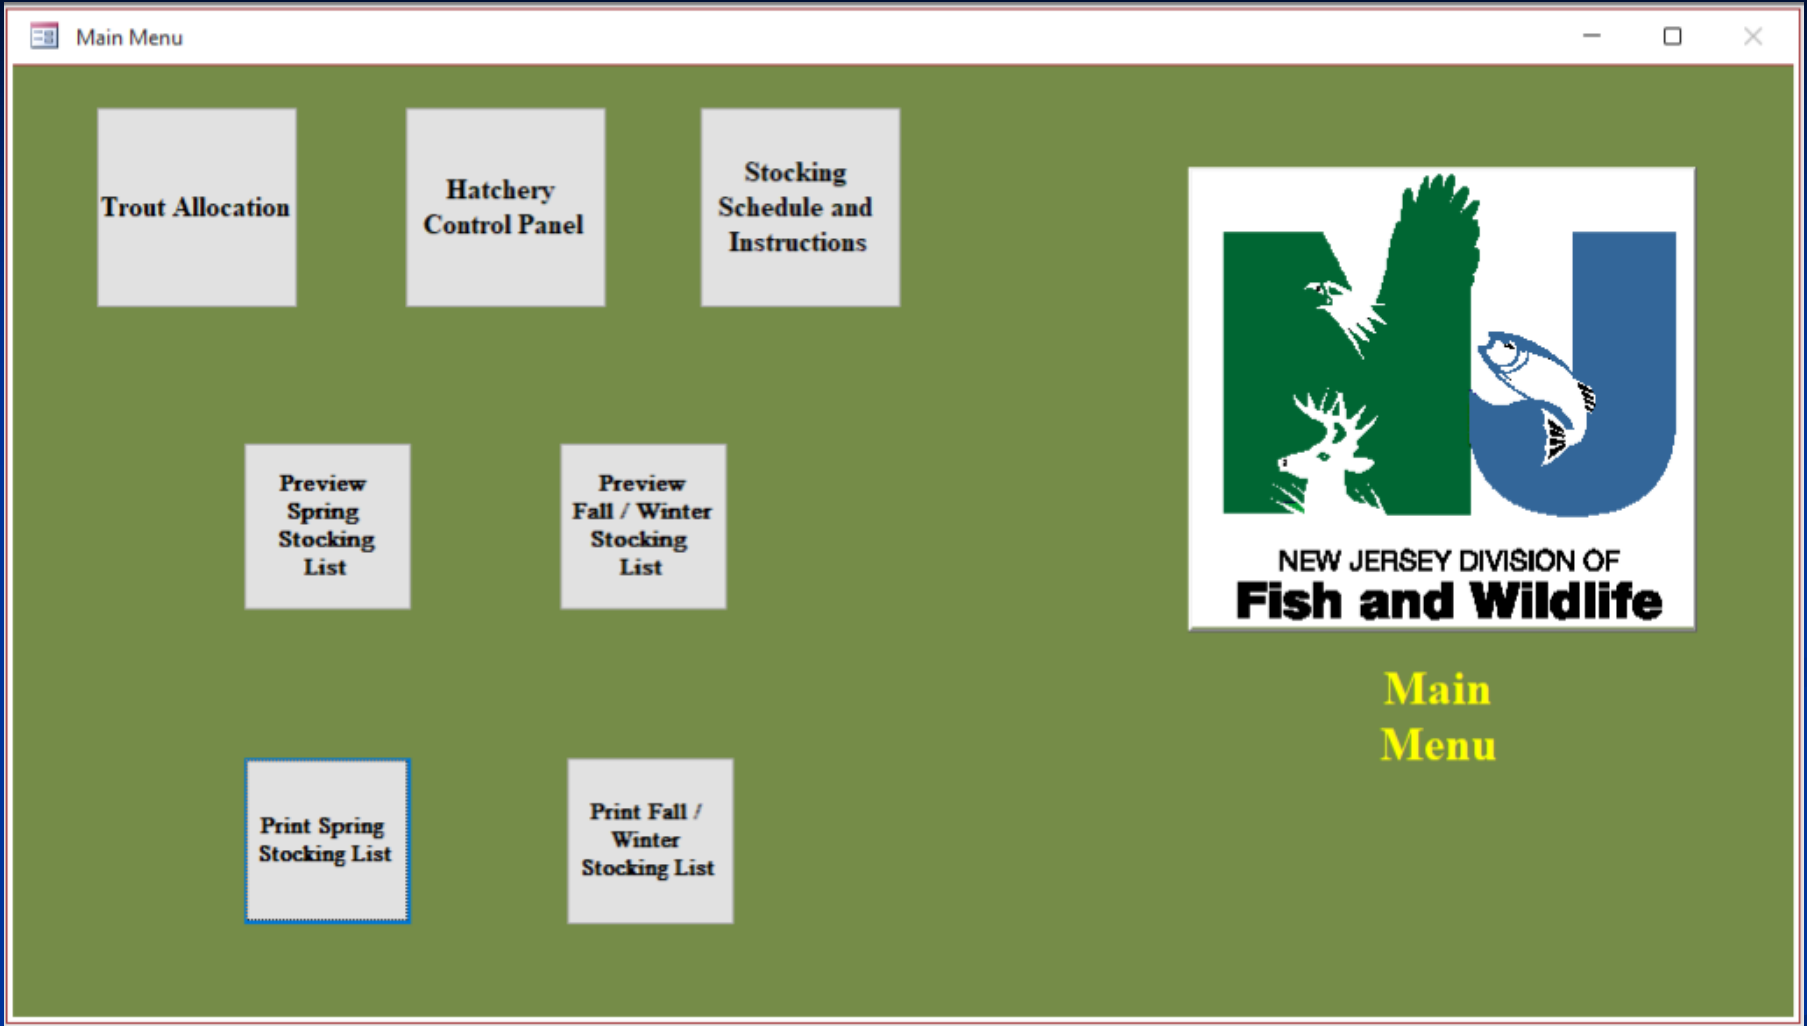 Main Menu
Trout Allocation
Hatchery
Control Panel
Stocking
Schedule and
Instructions
Preview
Spring
Stocking
List
Preview
Fall / Winter
Stocking
List
Print Spring
Stocking List
Print Fall /
Winter
Stocking List
NJ
NEW JERSEY DIVISION OF
Fish and Wildlife
Main
Menu